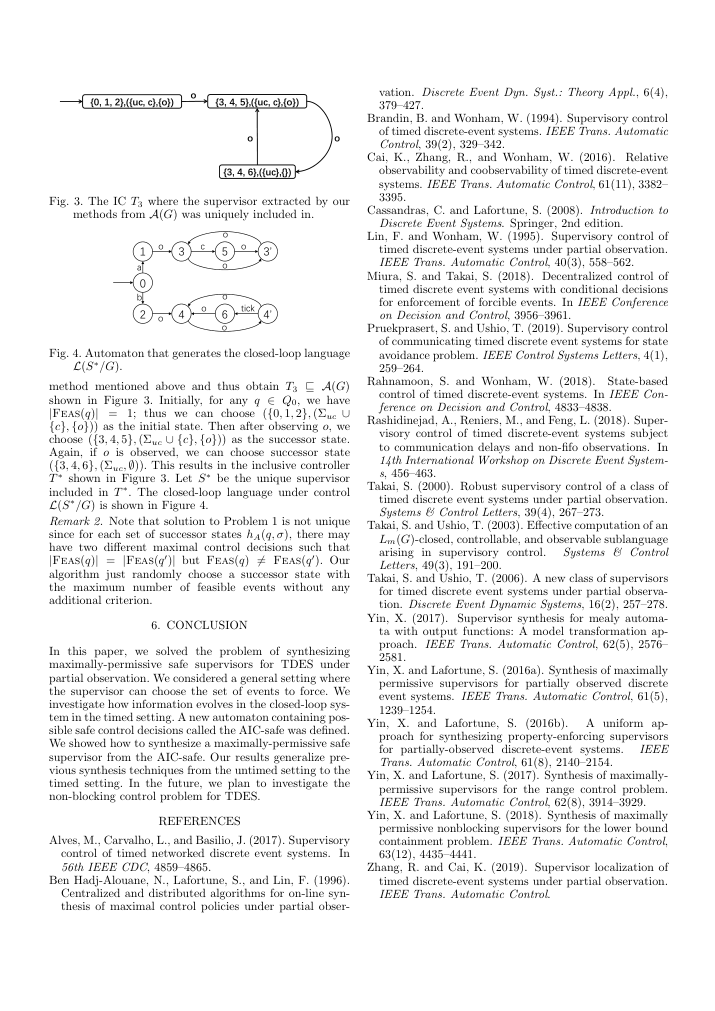 {0, 1, 2},({uc, c},{o})
o
{3, 4, 5},({uc, c},{o})
o
o
{3, 4, 6},({uc},{})
Fig. 3. The IC T3 where the supervisor extracted by our
methods from A(G) was uniquely included in.
o
1
o
3
c
5
o
3'
o
a
0
b
o
2
o
4
o
6
tick
4'
o
Fig. 4. Automaton that generates the closed-loop language
L(S*/G).
method mentioned above and thus obtain T3 ⊑ A(G)
shown in Figure 3. Initially, for any q ∈ Q0, we have
|FEAS(q)| = 1; thus we can choose ({0, 1, 2}, (Σuc ∪
{c}, {o})) as the initial state. Then after observing o, we
choose ({3, 4, 5}, (Σuc ∪ {c}, {o})) as the successor state.
Again, if o is observed, we can choose successor state
({3, 4, 6}, (Σuc, ∅)). This results in the inclusive controller
T* shown in Figure 3. Let S* be the unique supervisor
included in T*. The closed-loop language under control
L(S*/G) is shown in Figure 4.
Remark 2. Note that solution to Problem 1 is not unique
since for each set of successor states hA(q, σ), there may
have two different maximal control decisions such that
|FEAS(q)| = |FEAS(q′)| but FEAS(q) ≠ FEAS(q′). Our
algorithm just randomly choose a successor state with
the maximum number of feasible events without any
additional criterion.
6. CONCLUSION
In this paper, we solved the problem of synthesizing
maximally-permissive safe supervisors for TDES under
partial observation. We considered a general setting where
the supervisor can choose the set of events to force. We
investigate how information evolves in the closed-loop sys-
tem in the timed setting. A new automaton containing pos-
sible safe control decisions called the AIC-safe was defined.
We showed how to synthesize a maximally-permissive safe
supervisor from the AIC-safe. Our results generalize pre-
vious synthesis techniques from the untimed setting to the
timed setting. In the future, we plan to investigate the
non-blocking control problem for TDES.
REFERENCES
Alves, M., Carvalho, L., and Basilio, J. (2017). Supervisory
control of timed networked discrete event systems. In
56th IEEE CDC, 4859–4865.
Ben Hadj-Alouane, N., Lafortune, S., and Lin, F. (1996).
Centralized and distributed algorithms for on-line syn-
thesis of maximal control policies under partial obser-
vation. Discrete Event Dyn. Syst.: Theory Appl., 6(4),
379–427.
Brandin, B. and Wonham, W. (1994). Supervisory control
of timed discrete-event systems. IEEE Trans. Automatic
Control, 39(2), 329–342.
Cai, K., Zhang, R., and Wonham, W. (2016). Relative
observability and coobservability of timed discrete-event
systems. IEEE Trans. Automatic Control, 61(11), 3382–
3395.
Cassandras, C. and Lafortune, S. (2008). Introduction to
Discrete Event Systems. Springer, 2nd edition.
Lin, F. and Wonham, W. (1995). Supervisory control of
timed discrete-event systems under partial observation.
IEEE Trans. Automatic Control, 40(3), 558–562.
Miura, S. and Takai, S. (2018). Decentralized control of
timed discrete event systems with conditional decisions
for enforcement of forcible events. In IEEE Conference
on Decision and Control, 3956–3961.
Pruekprasert, S. and Ushio, T. (2019). Supervisory control
of communicating timed discrete event systems for state
avoidance problem. IEEE Control Systems Letters, 4(1),
259–264.
Rahnamoon, S. and Wonham, W. (2018). State-based
control of timed discrete-event systems. In IEEE Con-
ference on Decision and Control, 4833–4838.
Rashidinejad, A., Reniers, M., and Feng, L. (2018). Super-
visory control of timed discrete-event systems subject
to communication delays and non-fifo observations. In
14th International Workshop on Discrete Event System-
s, 456–463.
Takai, S. (2000). Robust supervisory control of a class of
timed discrete event systems under partial observation.
Systems & Control Letters, 39(4), 267–273.
Takai, S. and Ushio, T. (2003). Effective computation of an
Lm(G)-closed, controllable, and observable sublanguage
arising in supervisory control. Systems & Control
Letters, 49(3), 191–200.
Takai, S. and Ushio, T. (2006). A new class of supervisors
for timed discrete event systems under partial observa-
tion. Discrete Event Dynamic Systems, 16(2), 257–278.
Yin, X. (2017). Supervisor synthesis for mealy automa-
ta with output functions: A model transformation ap-
proach. IEEE Trans. Automatic Control, 62(5), 2576–
2581.
Yin, X. and Lafortune, S. (2016a). Synthesis of maximally
permissive supervisors for partially observed discrete
event systems. IEEE Trans. Automatic Control, 61(5),
1239–1254.
Yin, X. and Lafortune, S. (2016b). A uniform ap-
proach for synthesizing property-enforcing supervisors
for partially-observed discrete-event systems. IEEE
Trans. Automatic Control, 61(8), 2140–2154.
Yin, X. and Lafortune, S. (2017). Synthesis of maximally-
permissive supervisors for the range control problem.
IEEE Trans. Automatic Control, 62(8), 3914–3929.
Yin, X. and Lafortune, S. (2018). Synthesis of maximally
permissive nonblocking supervisors for the lower bound
containment problem. IEEE Trans. Automatic Control,
63(12), 4435–4441.
Zhang, R. and Cai, K. (2019). Supervisor localization of
timed discrete-event systems under partial observation.
IEEE Trans. Automatic Control.